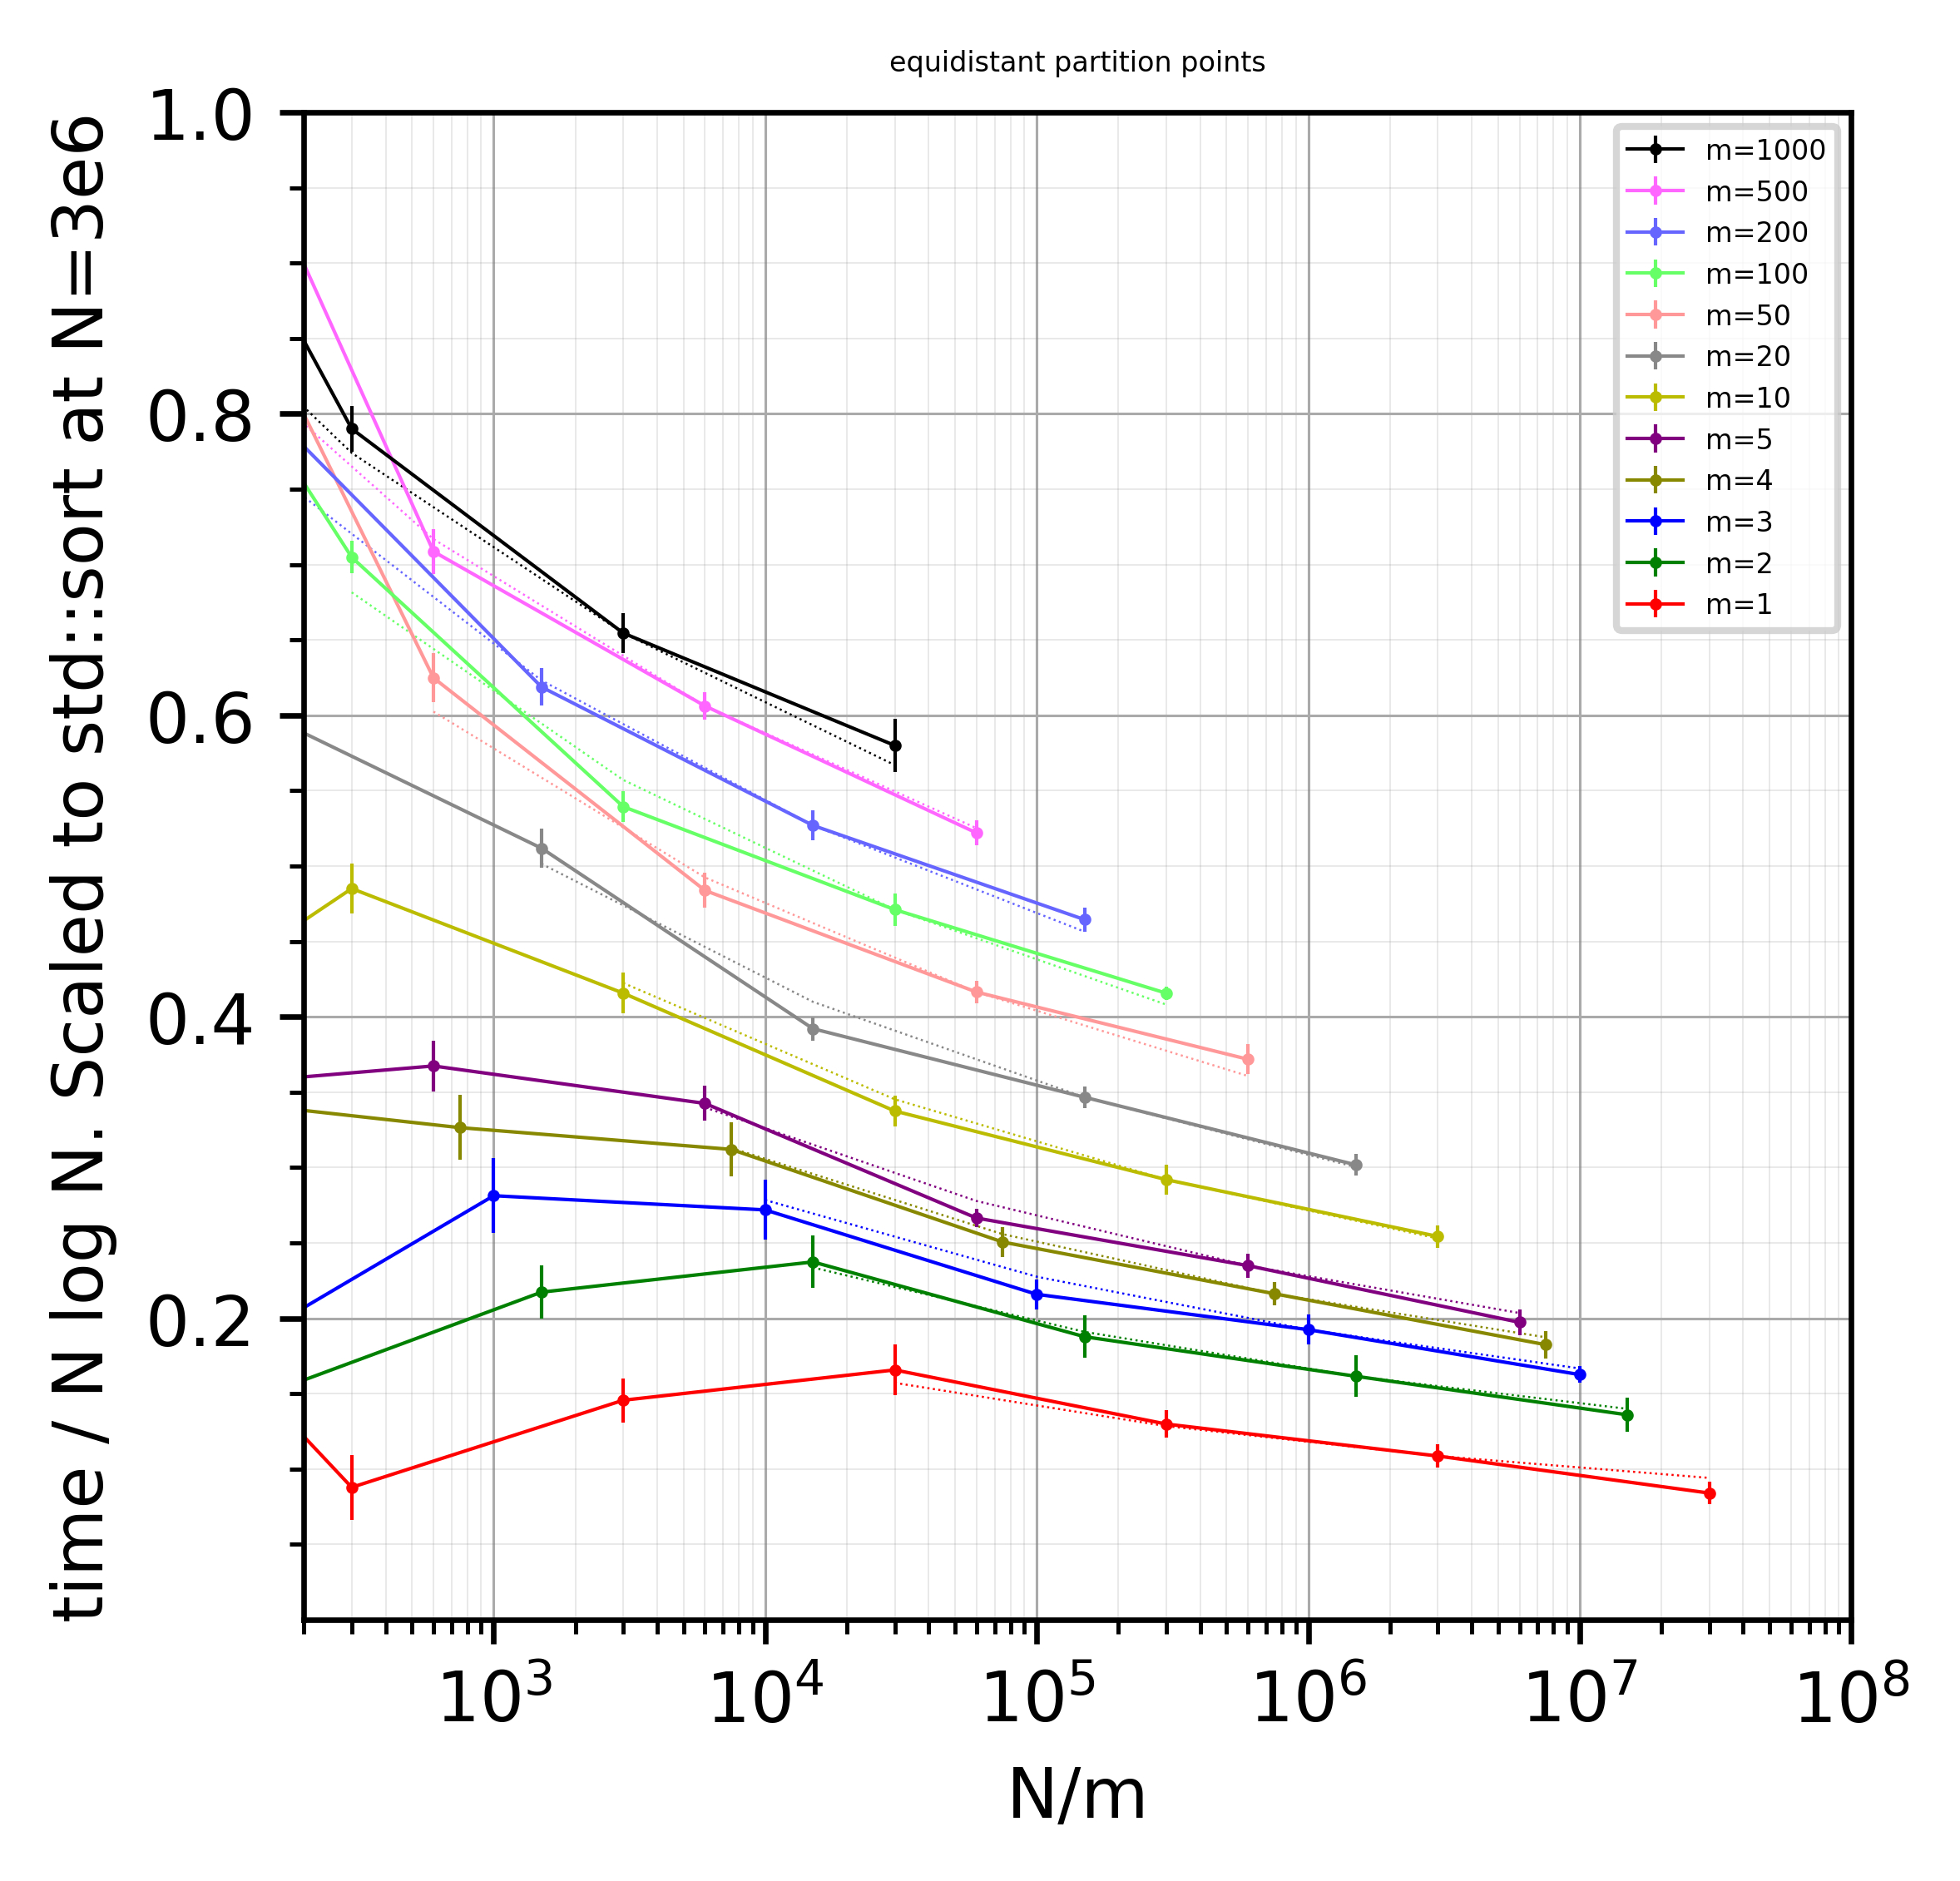 equidistant partition points
time / N log N. Scaled to std::sort at N=3e6
1.0
0.8
0.6
0.4
0.2
m=1000
m=500
m=200
m=100
m=50
m=20
m=10
m=5
m=4
m=3
m=2
m=1
10³ 10⁴ 10⁵ 10⁶ 10⁷ 10⁸
N/m